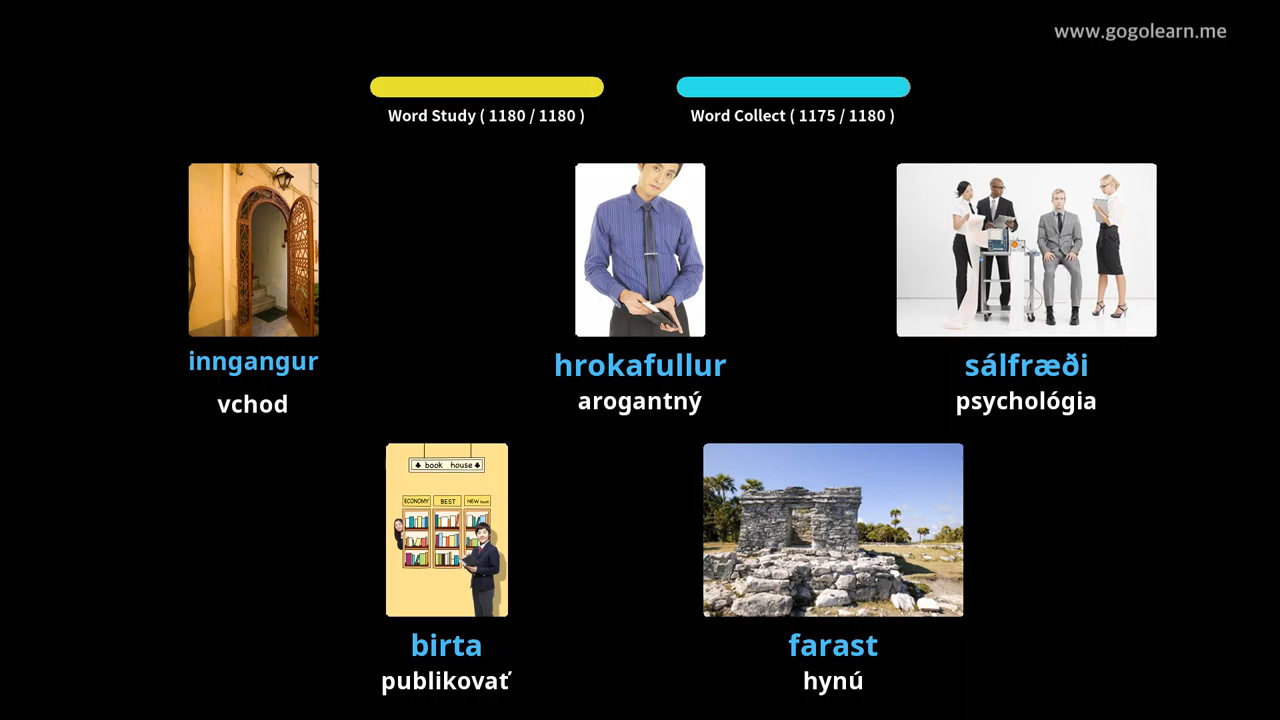 www.gogolearn.me
Word Study ( 1180 / 1180 )
Word Collect ( 1175 / 1180 )
inngangur
vchod
hrokafullur
arogantný
sálfræði
psychológia
book house
ECONOMY
BEST
NEW book
birta
publikovať
farast
hynú